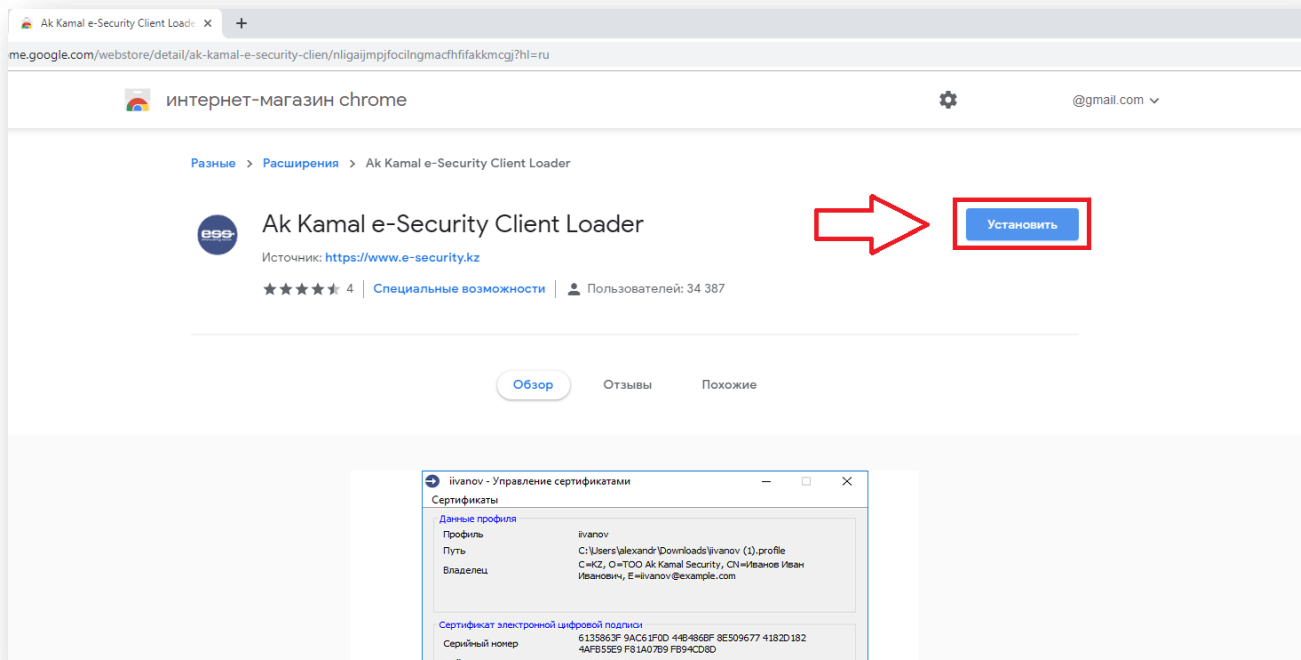 Ak Kamal e-Security Client Loade
me.google.com/webstore/detail/ak-kamal-e-security-clien/nligaijmpjfocilngmacfhfifakkmcgj?hl=ru
интернет-магазин chrome
@gmail.com
Разные > Расширения > Ak Kamal e-Security Client Loader
ess
Ak Kamal e-Security Client Loader
Установить
Источник: https://www.e-security.kz
4 Специальные возможности Пользователей: 34 387
Обзор Отзывы Похожие
iivanov - Управление сертификатами
Сертификаты
Данные профиля
Профиль iivanov
Путь C:\Users\alexandr\Downloads\iivanov (1).profile
Владелец C=KZ, O=TOO Ak Kamal Security, CN=Иванов Иван
Иванович, E=iivanov@example.com
Сертификат электронной цифровой подписи
Серийный номер 6135863F 9AC61F0D 44B486BF 8E509677 4182D182
4AFB55E9 F81A07B9 FB94CD8D